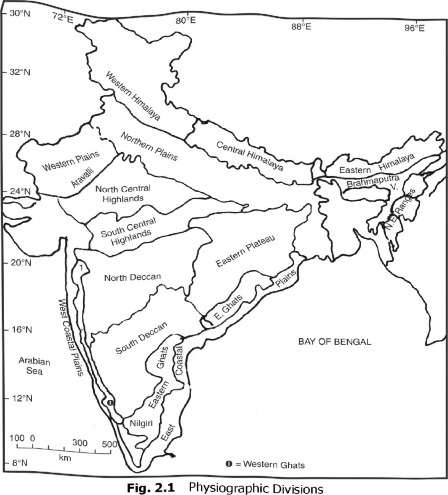 30°N
72°E
80°E
88°E
96°E
32°N
28°N
24°N
20°N
16°N
12°N
8°N
Western Himalaya
Northern Plains
Central Himalaya
Eastern Himalaya
Brahmaputra
V.
N.E. Ranges
Western Plains
Aravalli
North Central
Highlands
South Central
Highlands
Eastern Plateau
North Deccan
1
E. Ghats
Plains
West Coastal Plains
South Deccan
Ghats
Coastal
Eastern
East
Nilgiri
Arabian
Sea
BAY OF BENGAL
100 0 300 500
km
1 = Western Ghats
Fig. 2.1 Physiographic Divisions